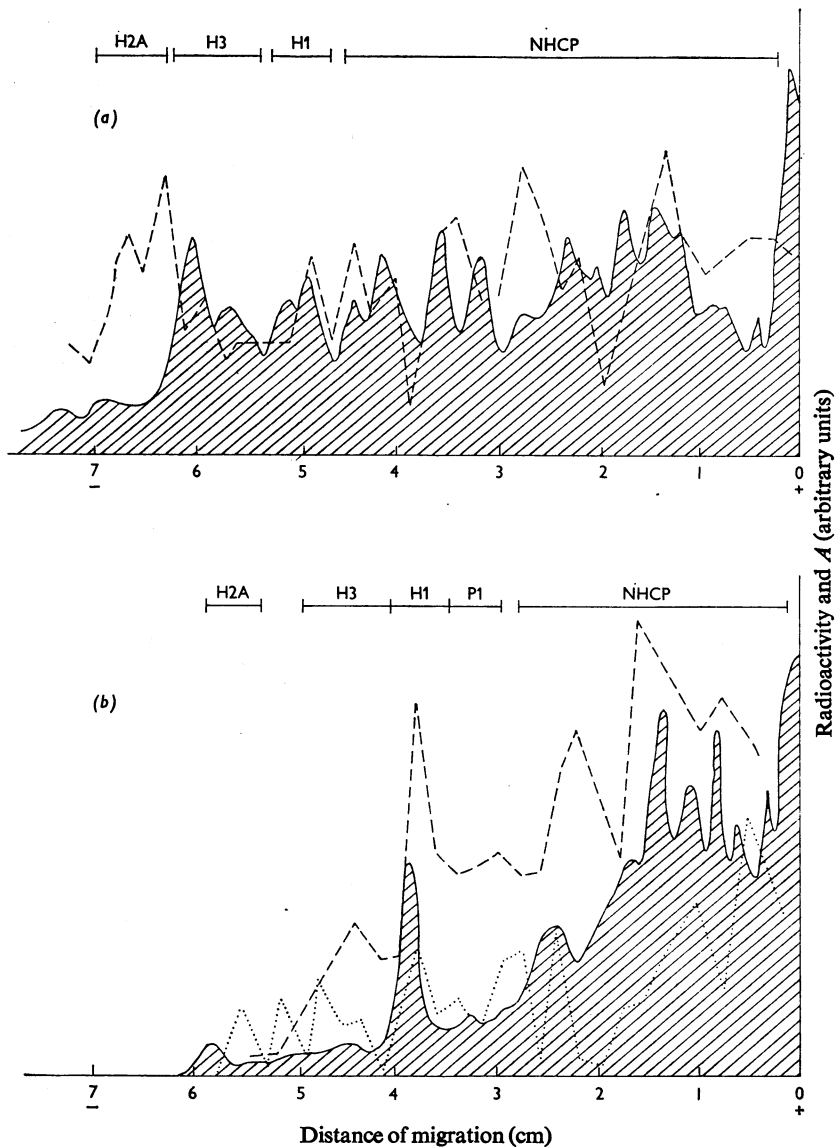 H2A H3 H1 NHCP
(a)
7 6 5 4 3 2 1 0
− +
H2A H3 H1 P1 NHCP
(b)
7 6 5 4 3 2 1 0
− +
Distance of migration (cm)
Radioactivity and A (arbitrary units)